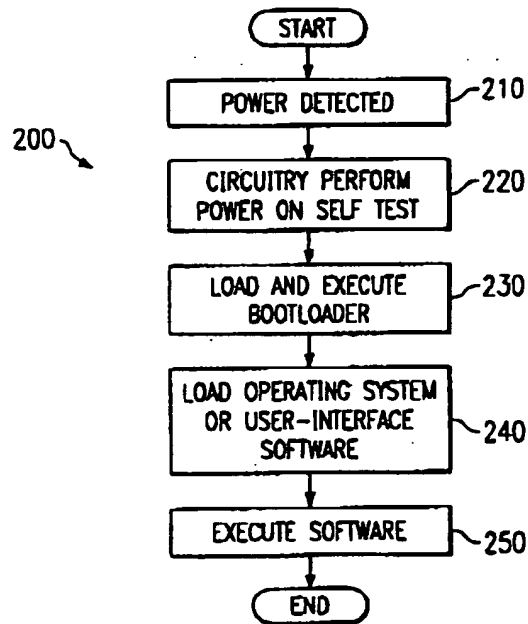 START
POWER DETECTED
210
200
CIRCUITRY PERFORM
POWER ON SELF TEST
220
LOAD AND EXECUTE
BOOTLOADER
230
LOAD OPERATING SYSTEM
OR USER-INTERFACE
SOFTWARE
240
EXECUTE SOFTWARE
250
END